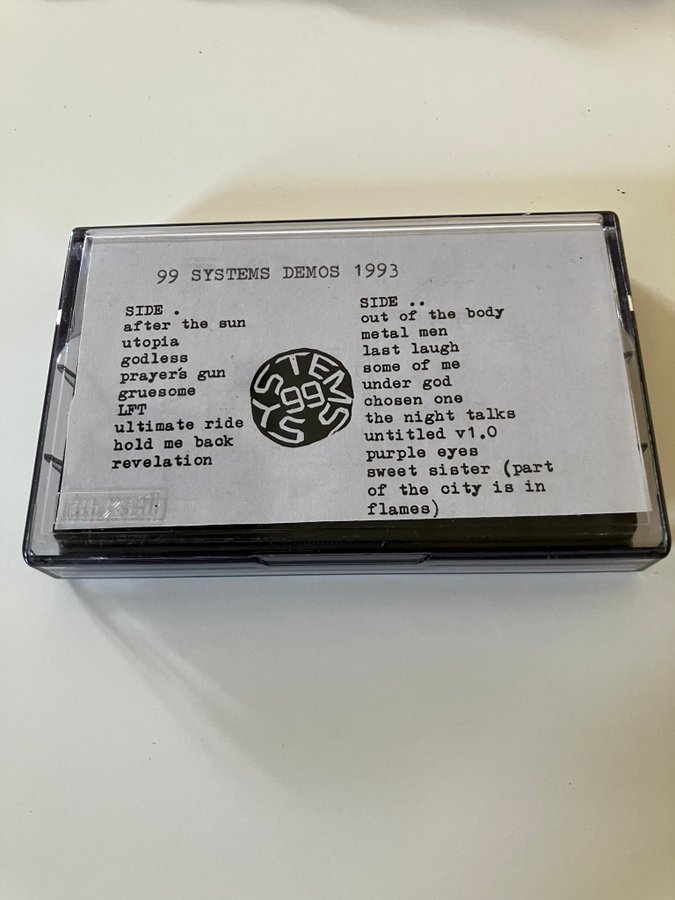 99 SYSTEMS DEMOS 1993
SIDE .
after the sun
utopia
godless
prayer's gun
gruesome
LFT
ultimate ride
hold me back
revelation
SYSTEMS
99
SIDE ..
out of the body
metal men
last laugh
some of me
under god
chosen one
the night talks
untitled v1.0
purple eyes
sweet sister (part
of the city is in
flames)
maxell